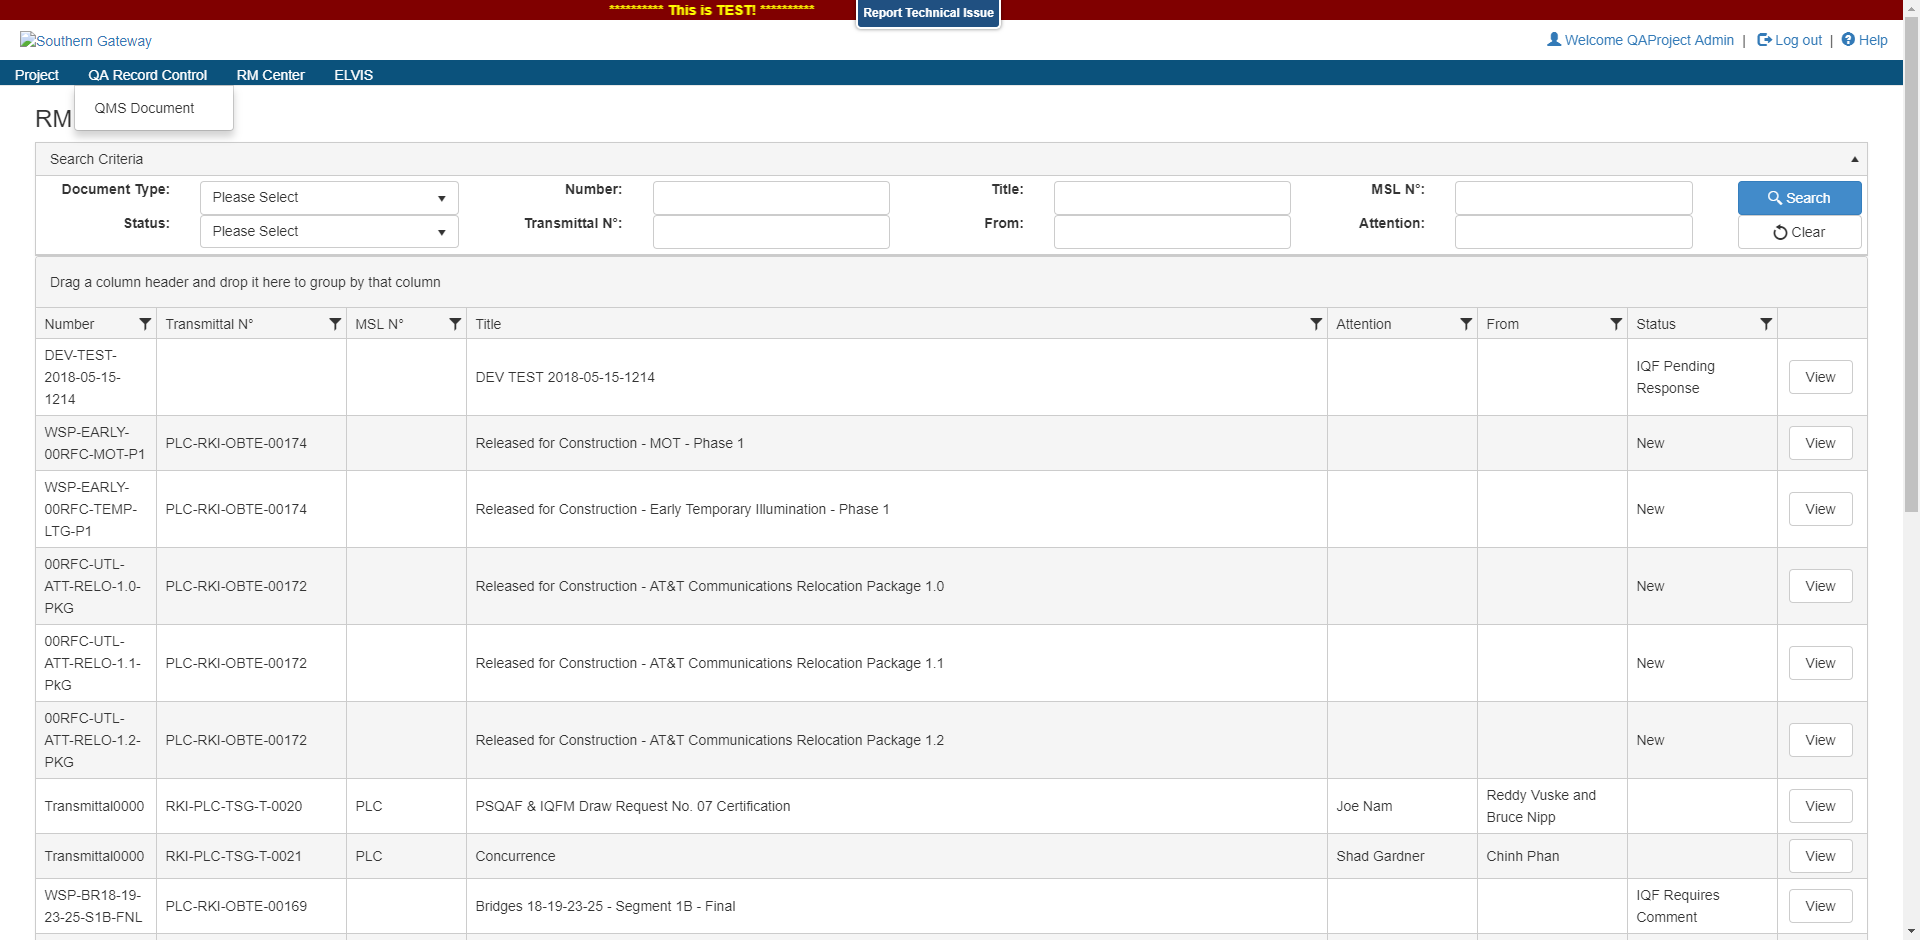 ********** This is TEST! **********
Report Technical Issue
Southern Gateway
Welcome QAProject Admin | Log out | Help
Project QA Record Control RM Center ELVIS
QMS Document
RM
Search Criteria
Document Type: Please Select Number: Title: MSL N°: Search
Status: Please Select Transmittal N°: From: Attention: Clear
Drag a column header and drop it here to group by that column
Number Transmittal N° MSL N° Title Attention From Status
DEV-TEST-
2018-05-15-
1214
DEV TEST 2018-05-15-1214
IQF Pending
Response
View
WSP-EARLY-
00RFC-MOT-P1
PLC-RKI-OBTE-00174
Released for Construction - MOT - Phase 1
New
View
WSP-EARLY-
00RFC-TEMP-
LTG-P1
PLC-RKI-OBTE-00174
Released for Construction - Early Temporary Illumination - Phase 1
New
View
00RFC-UTL-
ATT-RELO-1.0-
PKG
PLC-RKI-OBTE-00172
Released for Construction - AT&T Communications Relocation Package 1.0
New
View
00RFC-UTL-
ATT-RELO-1.1-
PkG
PLC-RKI-OBTE-00172
Released for Construction - AT&T Communications Relocation Package 1.1
New
View
00RFC-UTL-
ATT-RELO-1.2-
PKG
PLC-RKI-OBTE-00172
Released for Construction - AT&T Communications Relocation Package 1.2
New
View
Transmittal0000
RKI-PLC-TSG-T-0020
PLC
PSQAF & IQFM Draw Request No. 07 Certification
Joe Nam
Reddy Vuske and
Bruce Nipp
View
Transmittal0000
RKI-PLC-TSG-T-0021
PLC
Concurrence
Shad Gardner
Chinh Phan
View
WSP-BR18-19-
23-25-S1B-FNL
PLC-RKI-OBTE-00169
Bridges 18-19-23-25 - Segment 1B - Final
IQF Requires
Comment
View